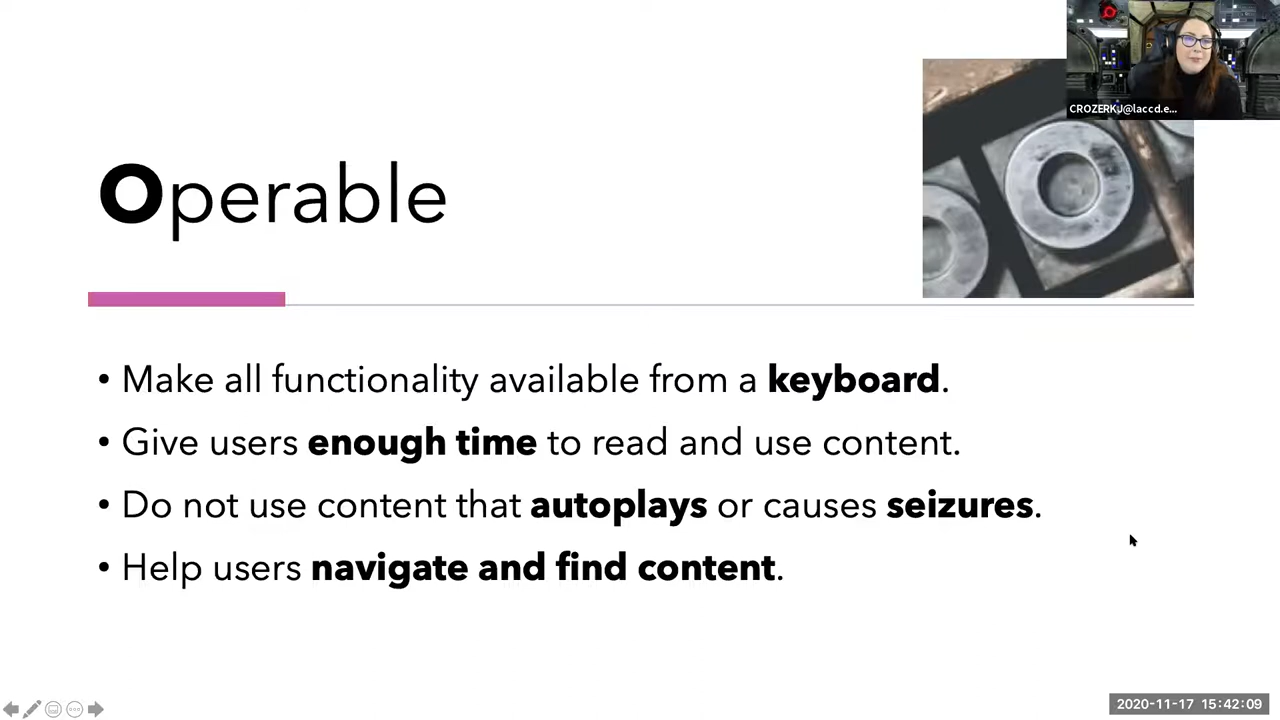 CROZERKJ@laccd.e...
Operable
• Make all functionality available from a keyboard.
• Give users enough time to read and use content.
• Do not use content that autoplays or causes seizures.
• Help users navigate and find content.
2020-11-17 15:42:09